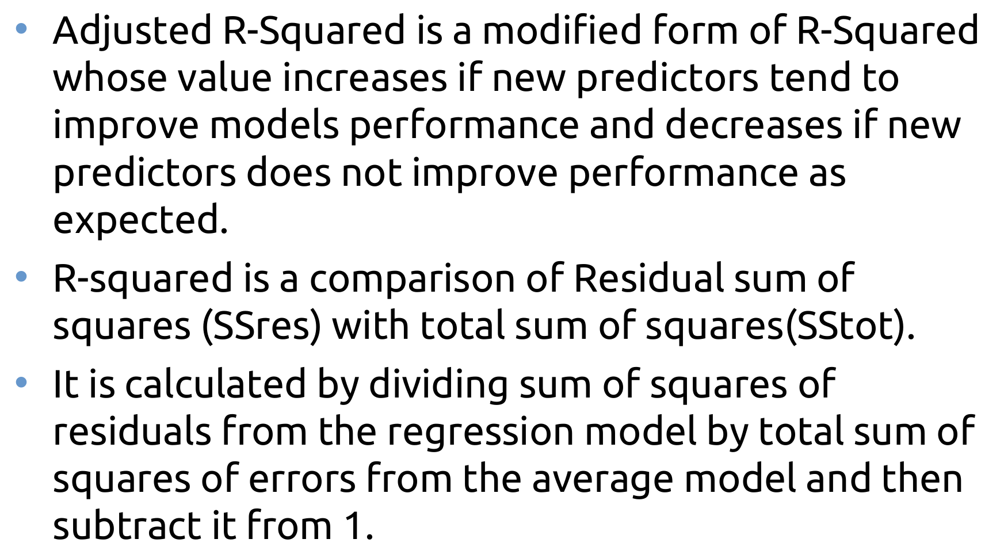 • Adjusted R-Squared is a modified form of R-Squared
whose value increases if new predictors tend to
improve models performance and decreases if new
predictors does not improve performance as
expected.
• R-squared is a comparison of Residual sum of
squares (SSres) with total sum of squares(SStot).
• It is calculated by dividing sum of squares of
residuals from the regression model by total sum of
squares of errors from the average model and then
subtract it from 1.